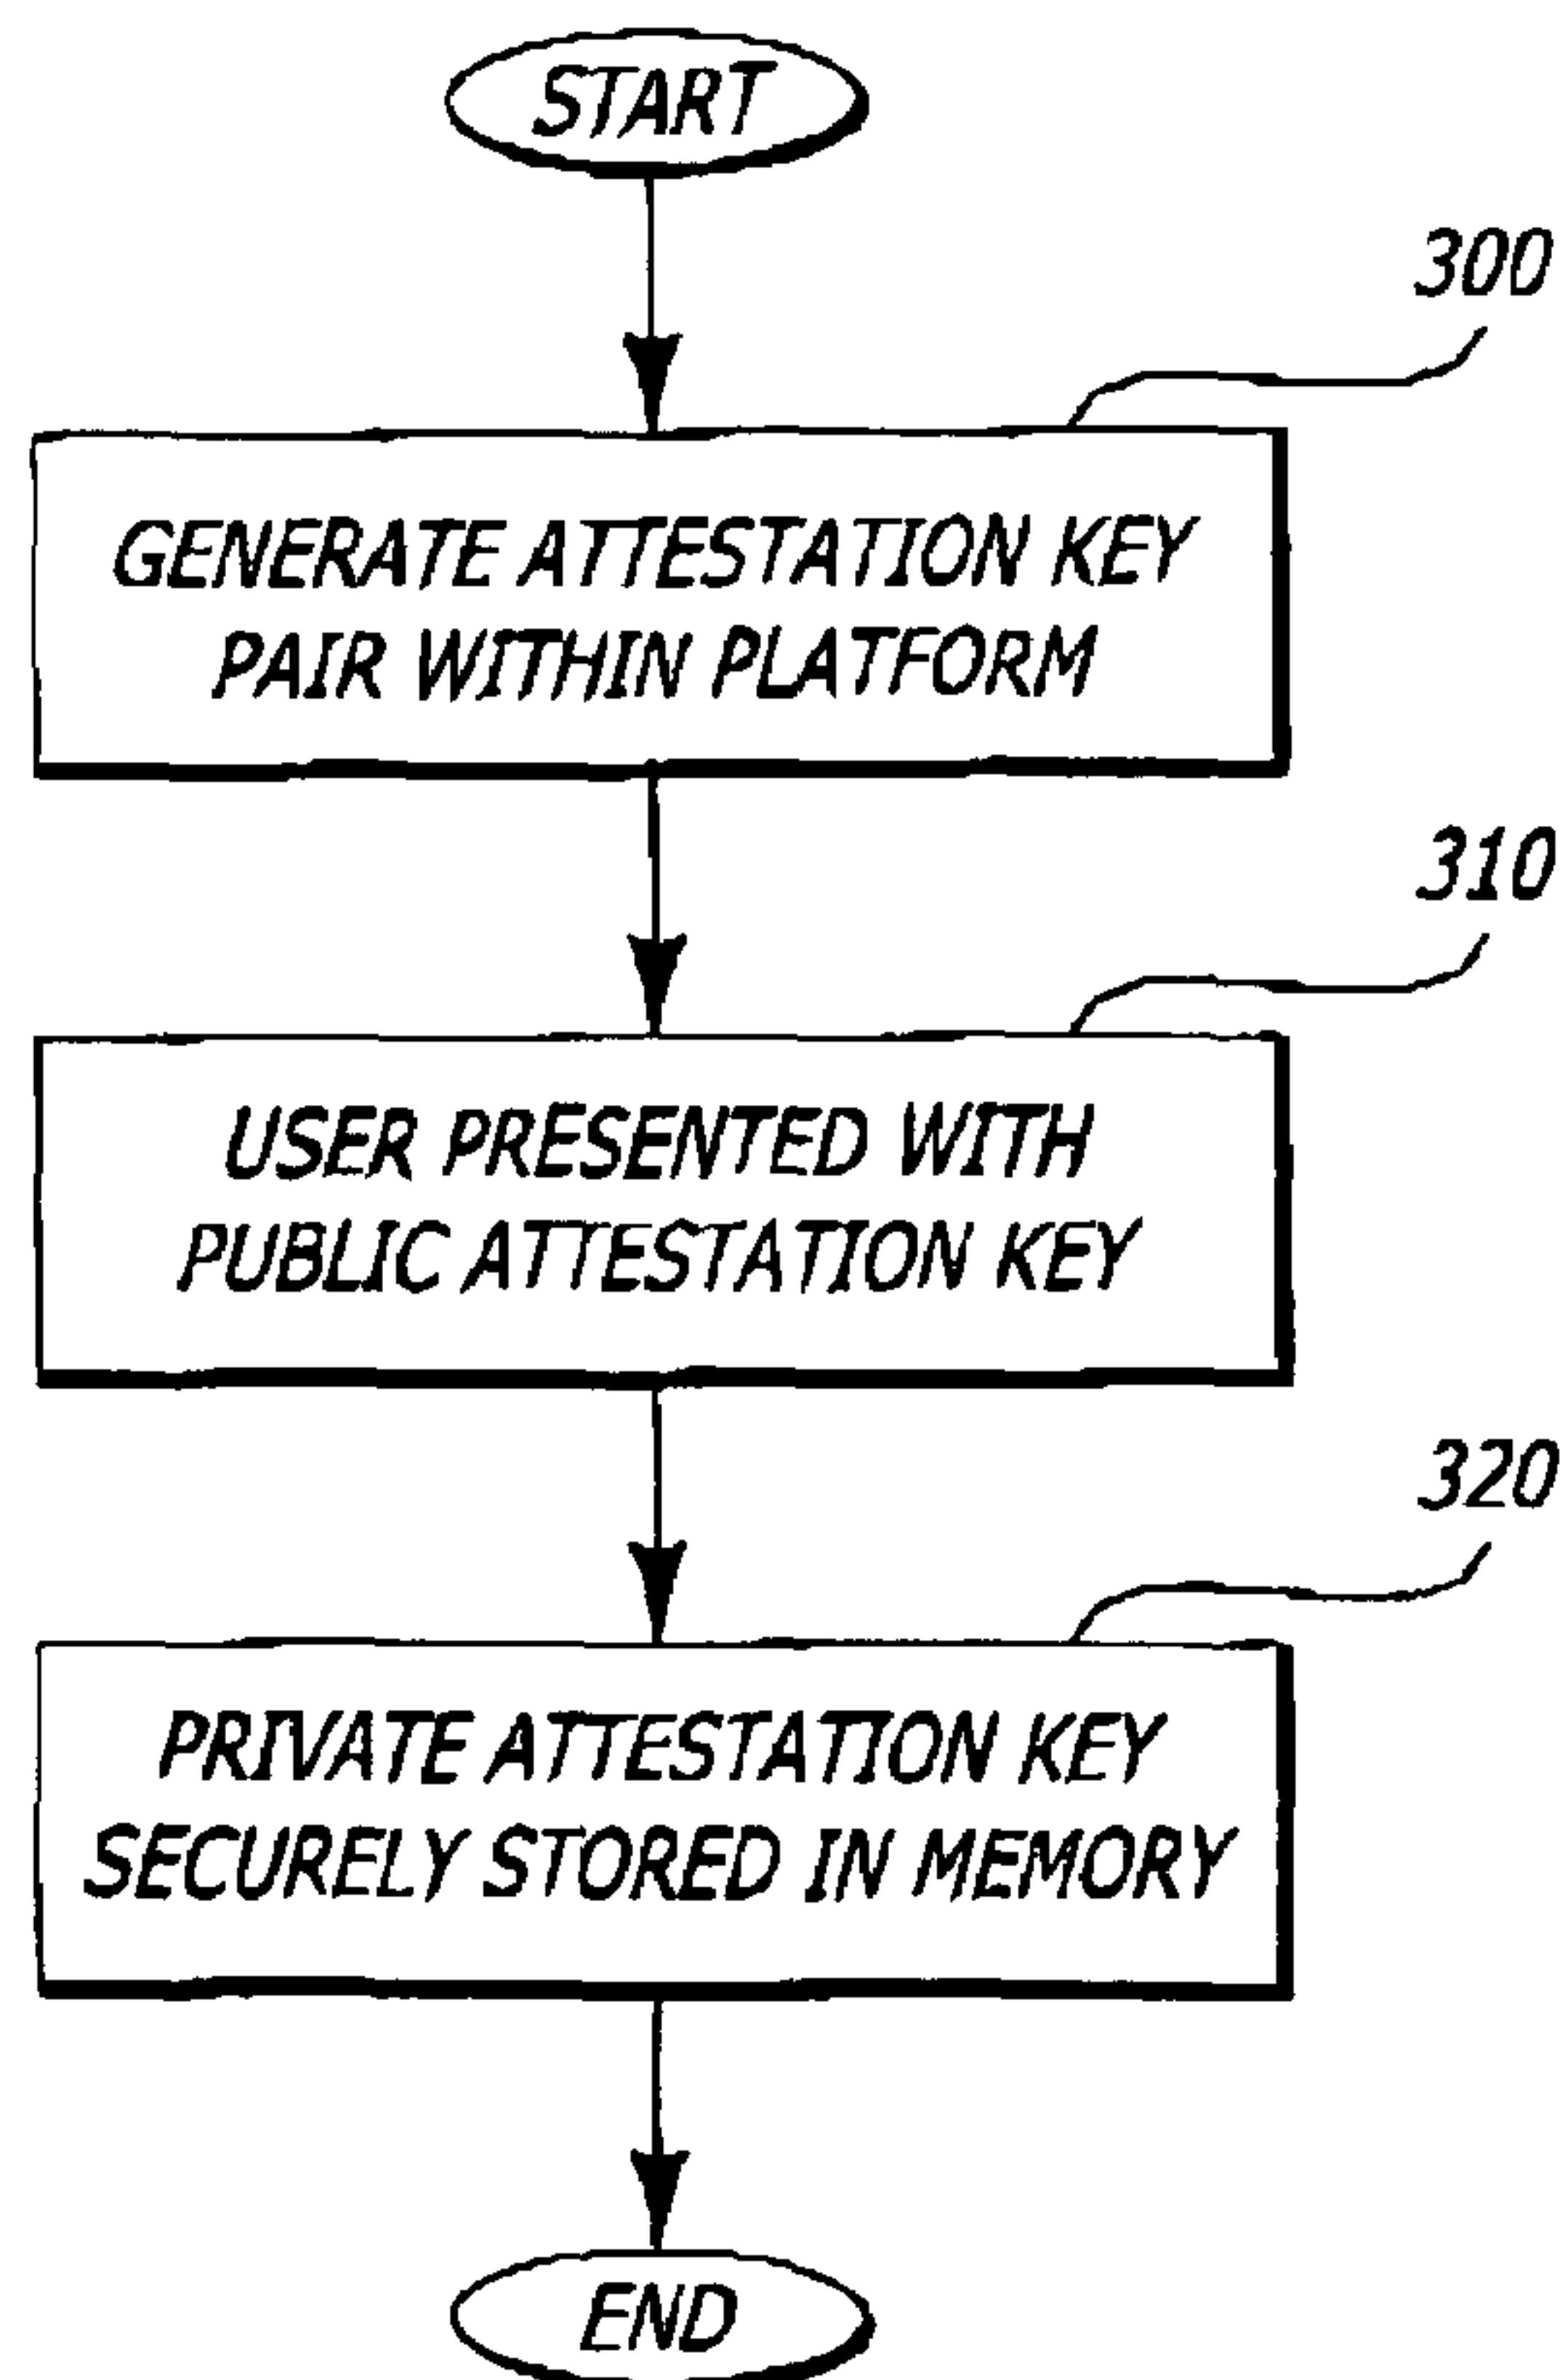 START
300
GENERATE ATTESTATION KEY
PAIR WITHIN PLATFORM
310
USER PRESENTED WITH
PUBLIC ATTESTATION KEY
320
PRIVATE ATTESTATION KEY
SECURELY STORED IN MEMORY
END